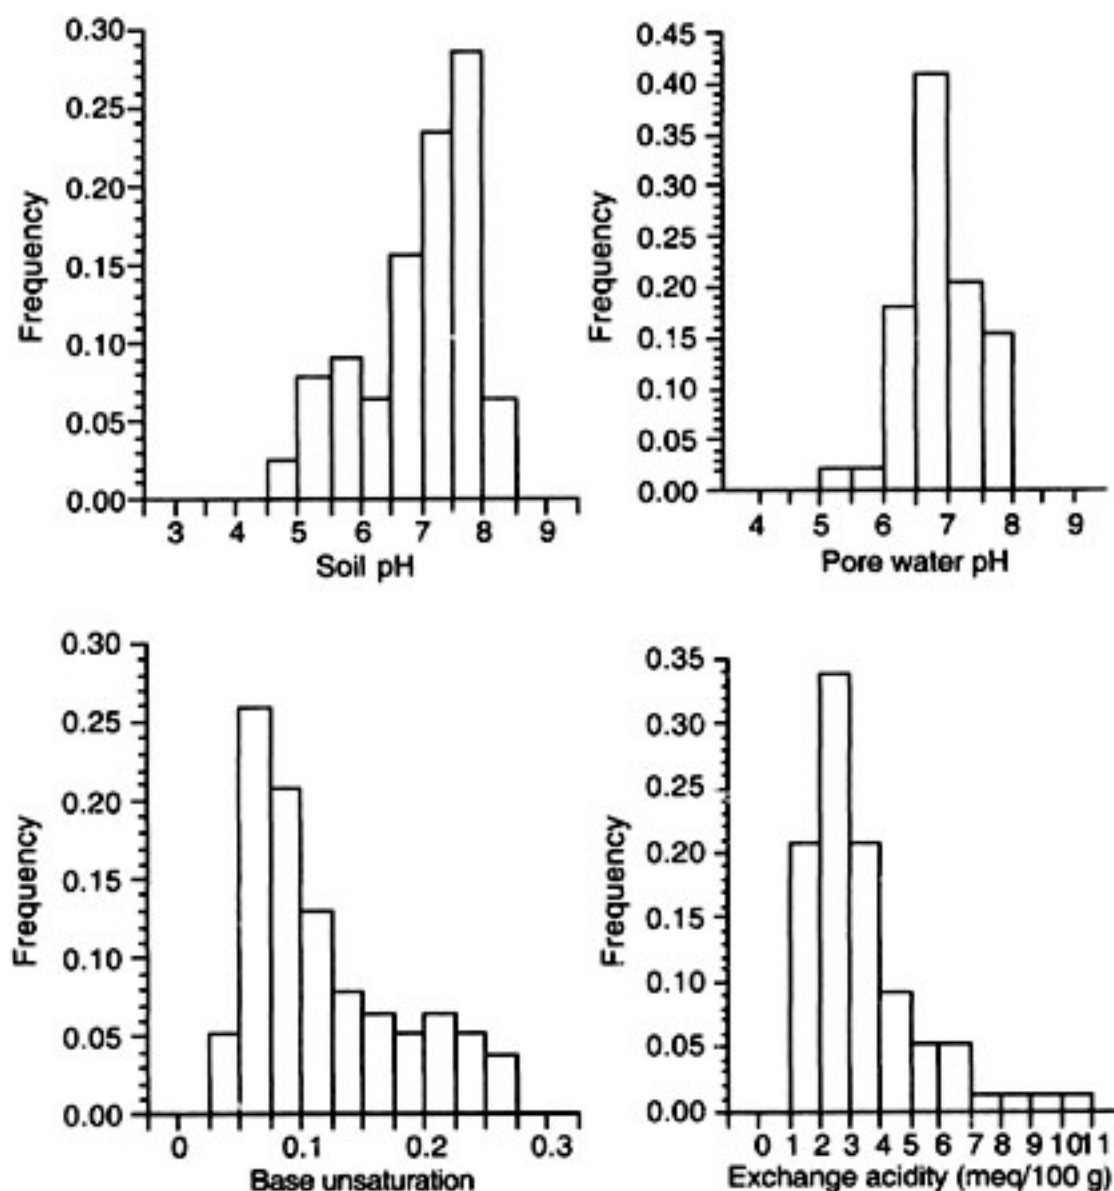 0.30
0.25
0.20
0.15
0.10
0.05
0.00
Frequency
3 4 5 6 7 8 9
Soil pH
0.45
0.40
0.35
0.30
0.25
0.20
0.15
0.10
0.05
0.00
Frequency
4 5 6 7 8 9
Pore water pH
0.30
0.25
0.20
0.15
0.10
0.05
0.00
Frequency
0 0.1 0.2 0.3
Base unsaturation
0.35
0.30
0.25
0.20
0.15
0.10
0.05
0.00
Frequency
0 1 2 3 4 5 6 7 8 9 10 11
Exchange acidity (meq/100 g)